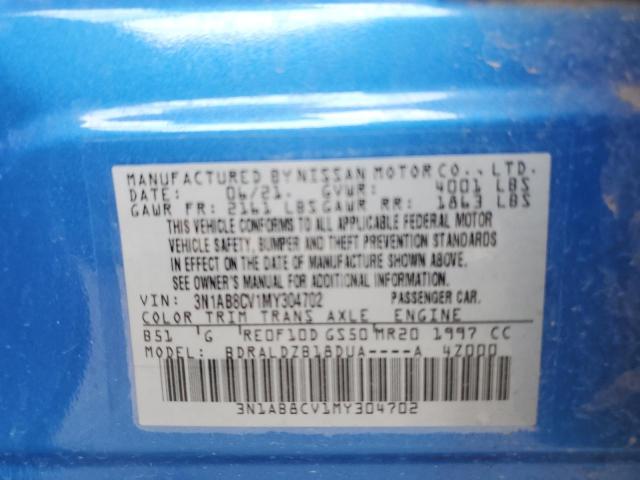 MANUFACTURED BY NISSAN MOTOR CO., LTD.
DATE: 06/21. GVWR: 4001 LBS
GAWR FR: 2161 LBS GAWR RR: 1863 LBS
THIS VEHICLE CONFORMS TO ALL APPLICABLE FEDERAL MOTOR
VEHICLE SAFETY, BUMPER AND THEFT PREVENTION STANDARDS
IN EFFECT ON THE DATE OF MANUFACTURE SHOWN ABOVE.
SEE OWNER'S MANUAL FOR ADDITIONAL INFORMATION.
VIN: 3N1AB8CV1MY304702 PASSENGER CAR.
COLOR TRIM TRANS AXLE ENGINE
B51 G RE0F10D GS50 MR20 1997 CC
MODEL: BDRALDZB18DUA----A 4Z000
3N1AB8CV1MY304702